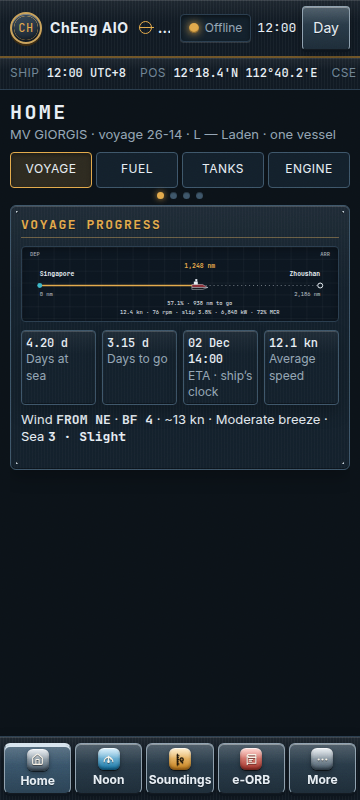 CH ChEng AIO ... Offline 12:00 Day
SHIP 12:00 UTC+8 POS 12°18.4'N 112°40.2'E CSE
HOME
MV GIORGIS · voyage 26-14 · L — Laden · one vessel
VOYAGE FUEL TANKS ENGINE
VOYAGE PROGRESS
DEP ARR
1,248 nm
Singapore Zhoushan
0 nm 2,186 nm
57.1% · 938 nm to go
12.4 kn · 76 rpm · slip 3.8% · 6,840 kW · 72% MCR
4.20 d
Days at
sea
3.15 d
Days to go
02 Dec
14:00
ETA · ship's
clock
12.1 kn
Average
speed
Wind FROM NE · BF 4 · ~13 kn · Moderate breeze ·
Sea 3 · Slight
Home Noon Soundings e-ORB More